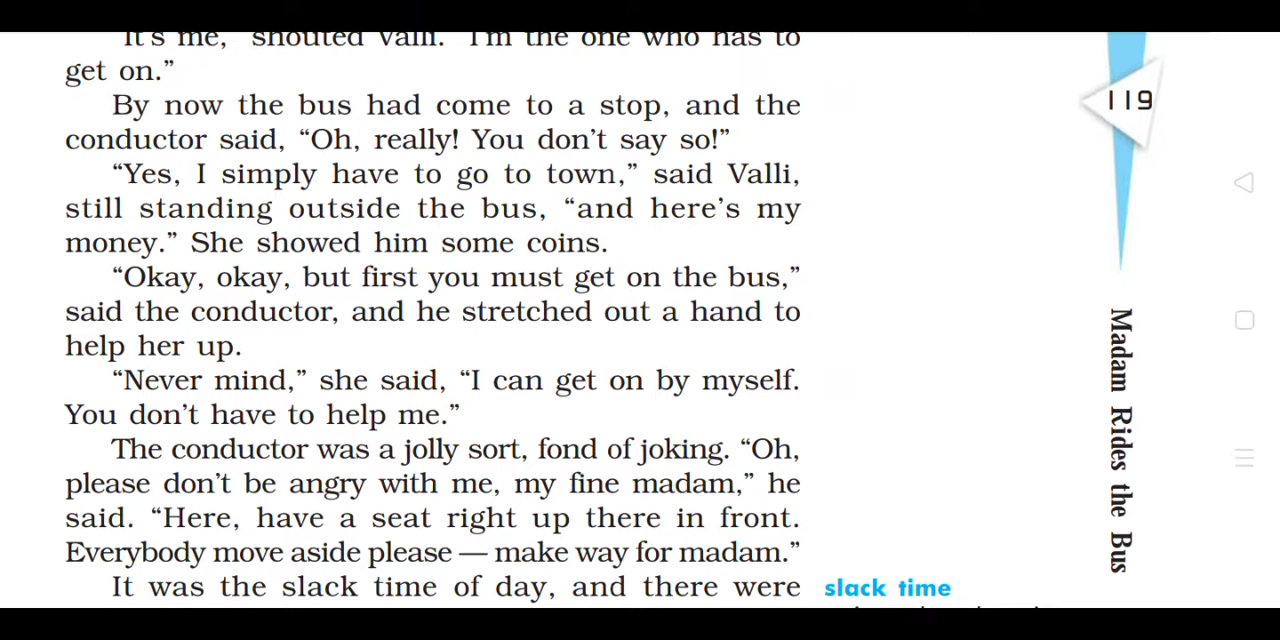 "It's me," shouted Valli. "I'm the one who has to
get on."
By now the bus had come to a stop, and the
conductor said, "Oh, really! You don't say so!"
"Yes, I simply have to go to town," said Valli,
still standing outside the bus, "and here's my
money." She showed him some coins.
"Okay, okay, but first you must get on the bus,"
said the conductor, and he stretched out a hand to
help her up.
"Never mind," she said, "I can get on by myself.
You don't have to help me."
The conductor was a jolly sort, fond of joking. "Oh,
please don't be angry with me, my fine madam," he
said. "Here, have a seat right up there in front.
Everybody move aside please — make way for madam."
It was the slack time of day, and there were
slack time
119
Madam Rides the Bus